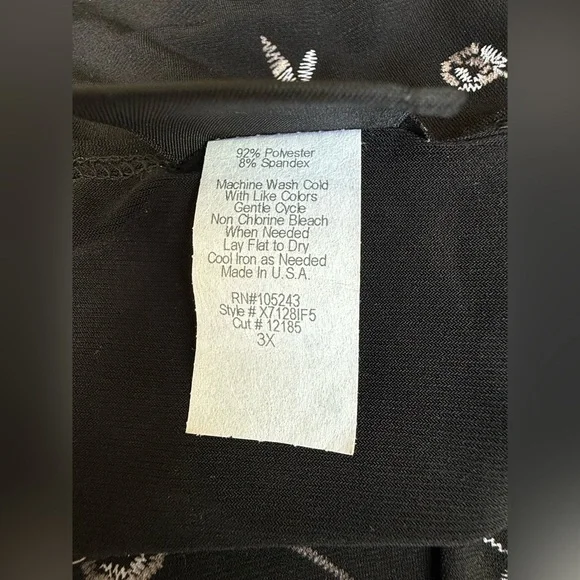 92% Polyester
8% Spandex
Machine Wash Cold
With Like Colors
Gentle Cycle
Non Chlorine Bleach
When Needed
Lay Flat to Dry
Cool Iron as Needed
Made In U.S.A.
RN#105243
Style # X7128IF5
Cut # 12185
3X